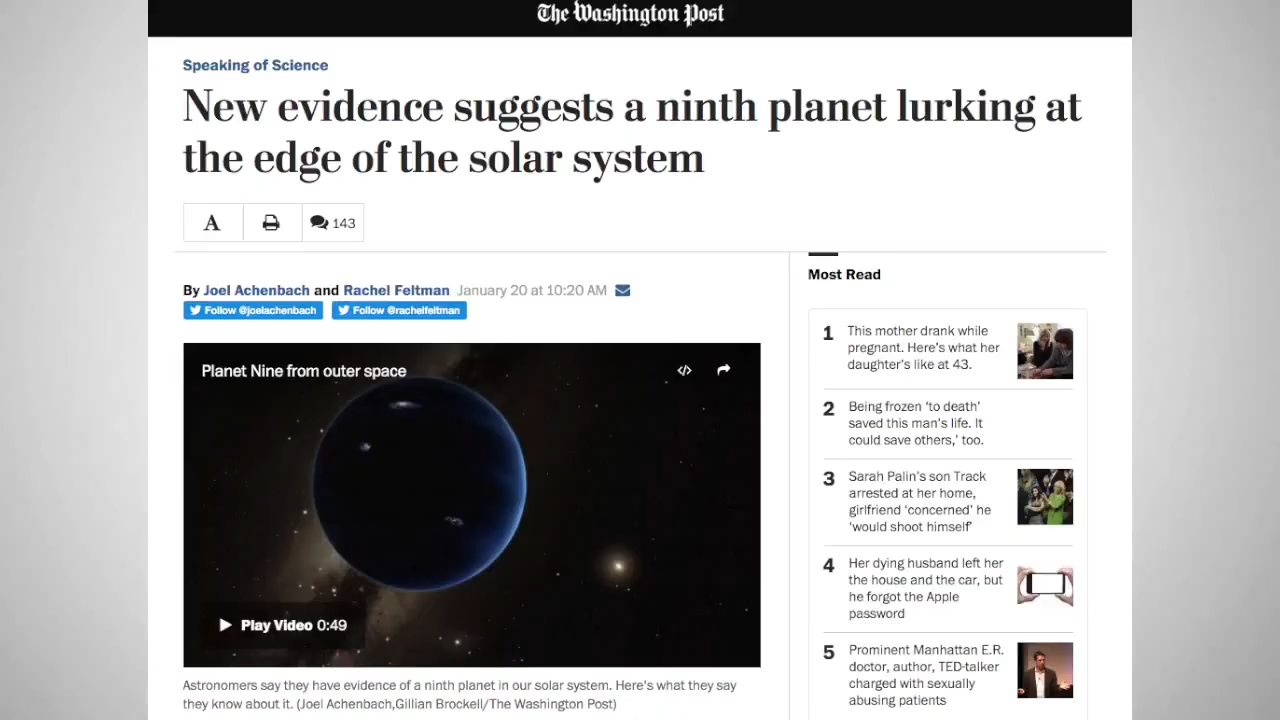 The Washington Post
Speaking of Science
New evidence suggests a ninth planet lurking at
the edge of the solar system
A
143
By Joel Achenbach and Rachel Feltman January 20 at 10:20 AM
Follow @joelachenbach Follow @rachelfeltman
Planet Nine from outer space
Play Video 0:49
Astronomers say they have evidence of a ninth planet in our solar system. Here's what they say
they know about it. (Joel Achenbach,Gillian Brockell/The Washington Post)
Most Read
1 This mother drank while
pregnant. Here's what her
daughter's like at 43.
2 Being frozen 'to death'
saved this man's life. It
could save others,' too.
3 Sarah Palin's son Track
arrested at her home,
girlfriend 'concerned' he
'would shoot himself'
4 Her dying husband left her
the house and the car, but
he forgot the Apple
password
5 Prominent Manhattan E.R.
doctor, author, TED-talker
charged with sexually
abusing patients